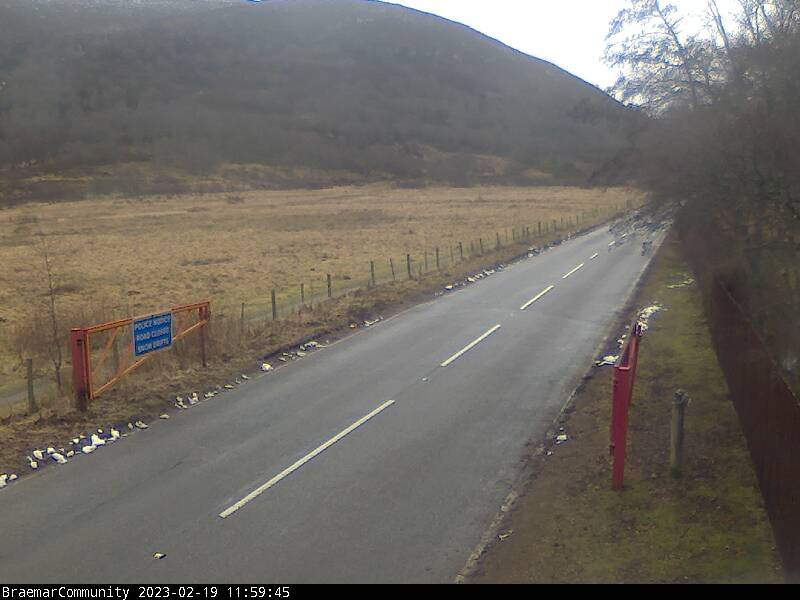 POLICE NOTICE
ROAD CLOSED
SNOW DRIFTS
BraemarCommunity 2023-02-19 11:59:45